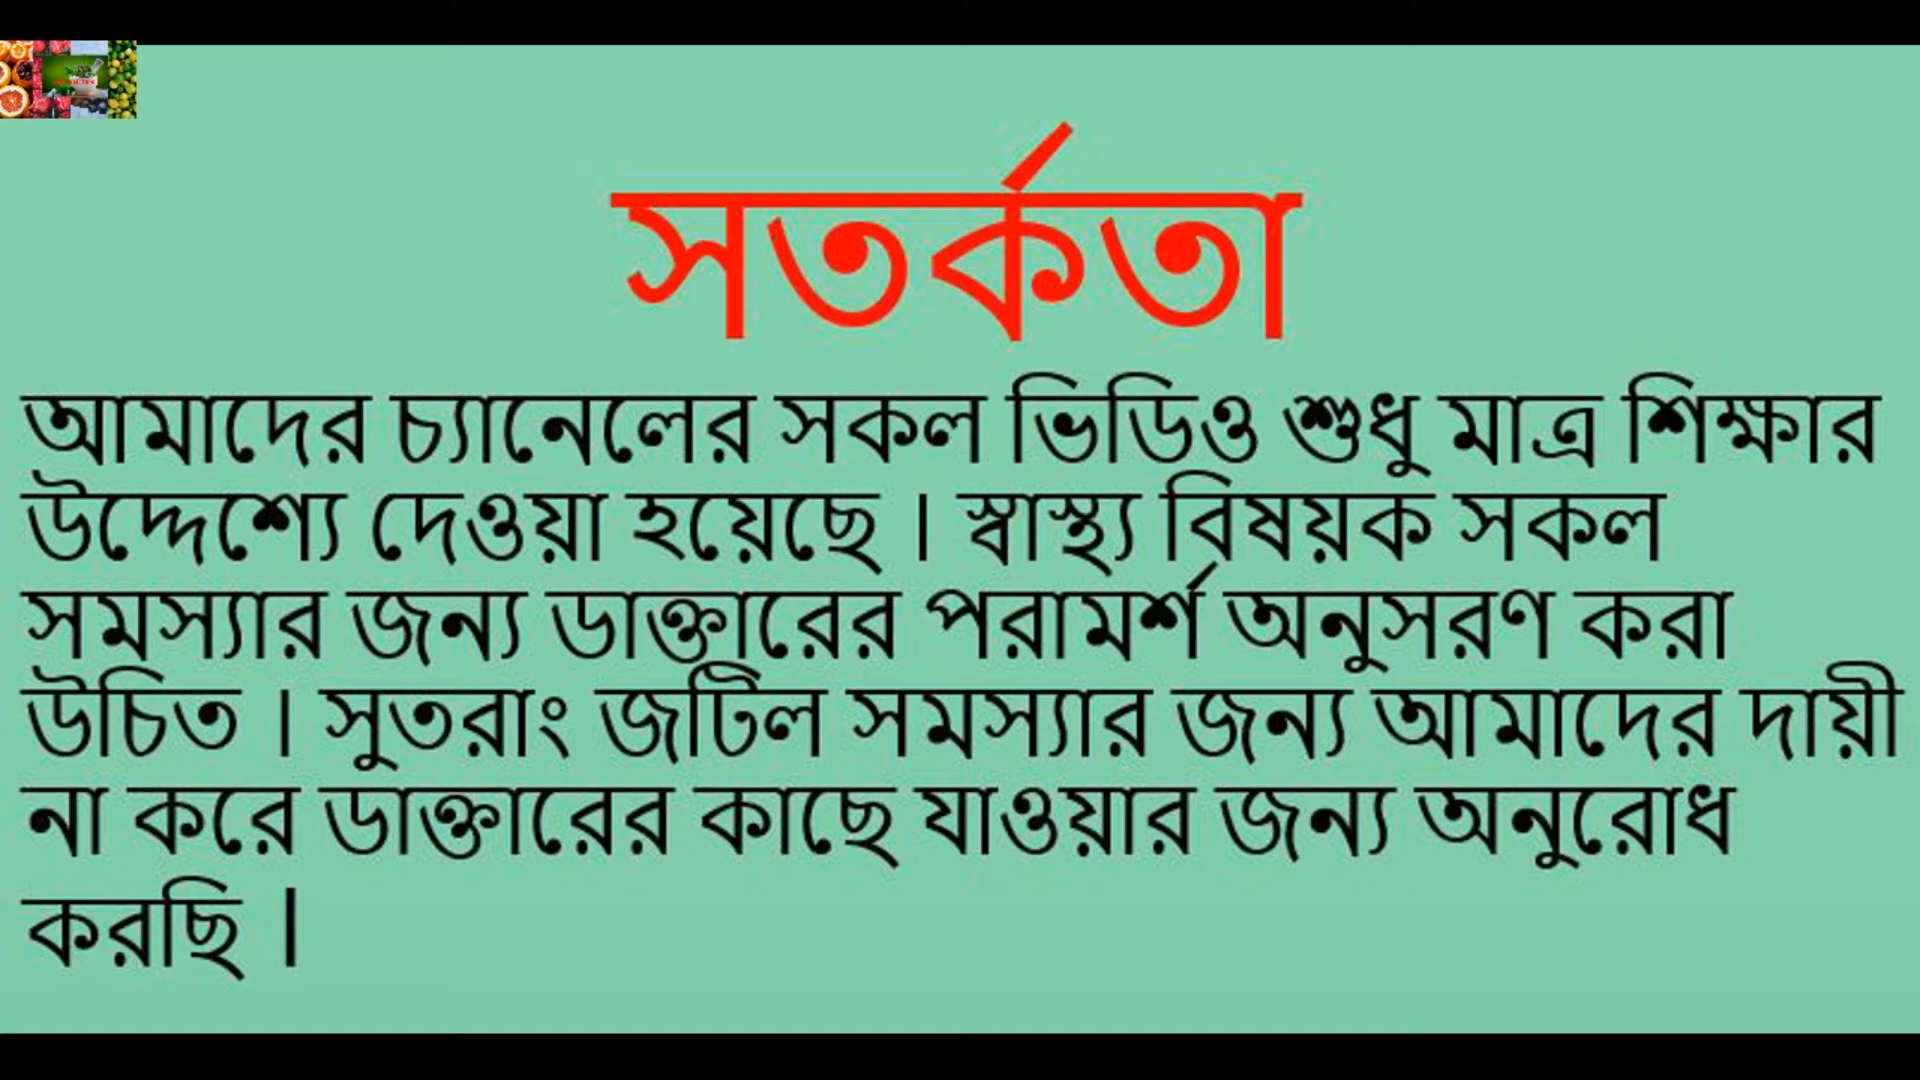 সতর্কতা
আমাদের চ্যানেলের সকল ভিডিও শুধু মাত্র শিক্ষার
উদ্দেশ্যে দেওয়া হয়েছে । স্বাস্থ্য বিষয়ক সকল
সমস্যার জন্য ডাক্তারের পরামর্শ অনুসরণ করা
উচিত । সুতরাং জটিল সমস্যার জন্য আমাদের দায়ী
না করে ডাক্তারের কাছে যাওয়ার জন্য অনুরোধ
করছি ।